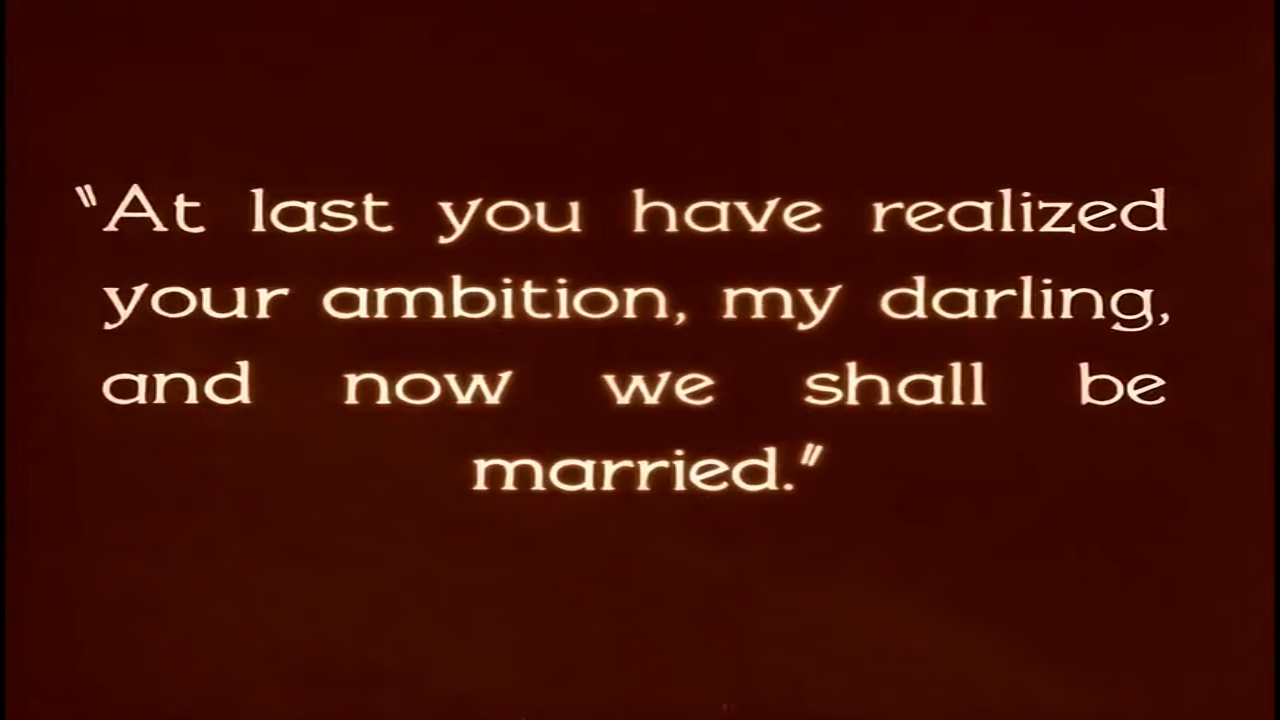 "At last you have realized
your ambition, my darling,
and now we shall be
married."